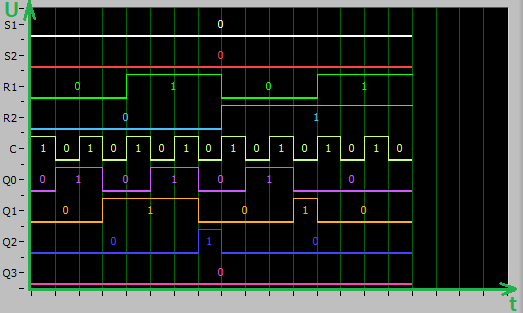 U
S1 0
S2 0
R1 0 1 0 1
R2 0 1
C 1 0 1 0 1 0 1 0 1 0 1 0 1 0 1 0
Q0 0 1 0 1 0 1 0
Q1 0 1 0 1 0
Q2 0 1 0
Q3 0
t